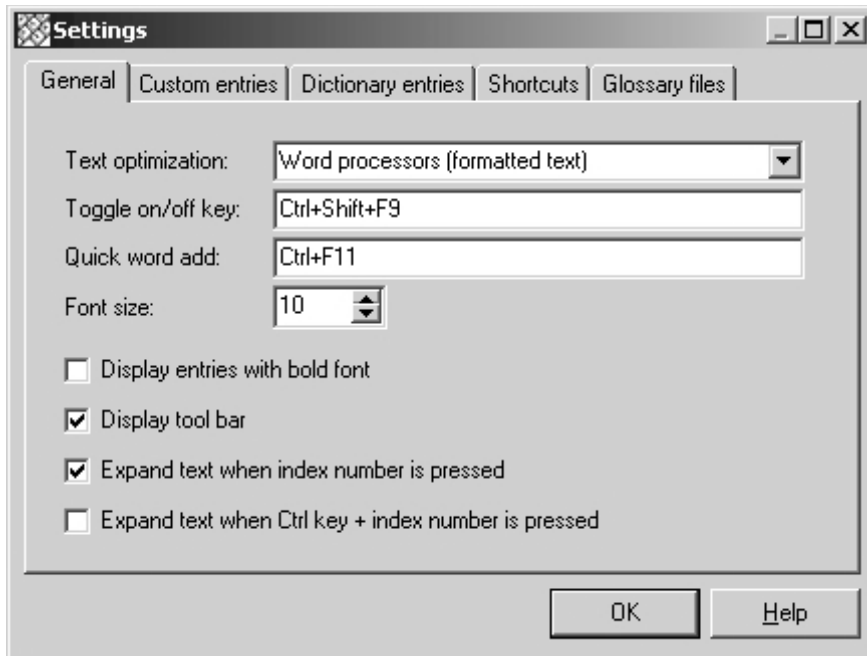 Settings
General Custom entries Dictionary entries Shortcuts Glossary files
Text optimization: Word processors (formatted text)
Toggle on/off key: Ctrl+Shift+F9
Quick word add: Ctrl+F11
Font size: 10
Display entries with bold font
Display tool bar
Expand text when index number is pressed
Expand text when Ctrl key + index number is pressed
OK Help